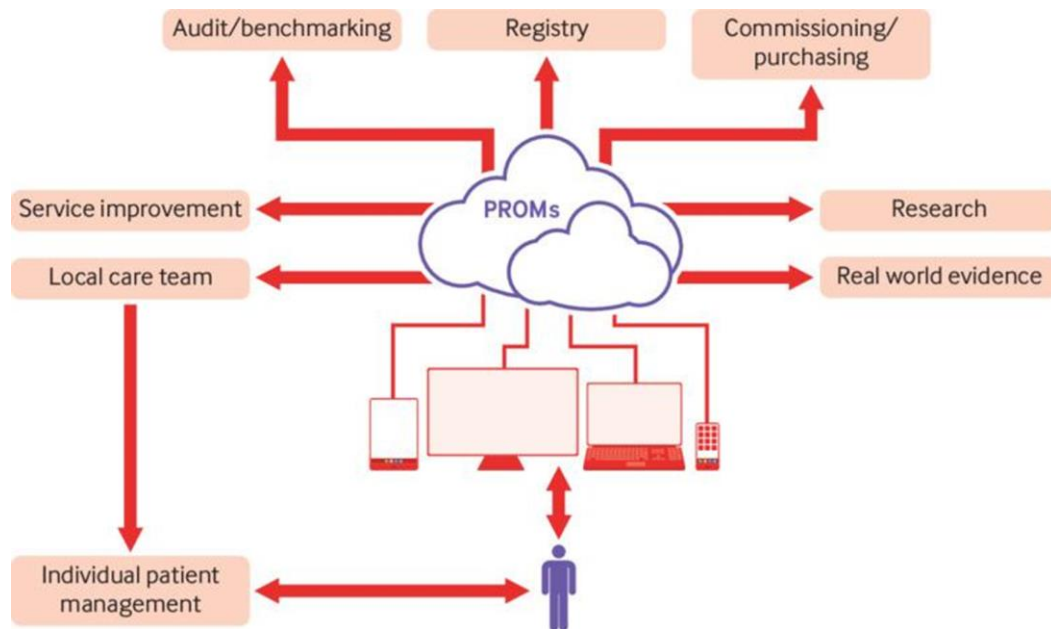 Audit/benchmarking
Registry
Commissioning/
purchasing
Service improvement
PROMs
Research
Local care team
Real world evidence
Individual patient
management